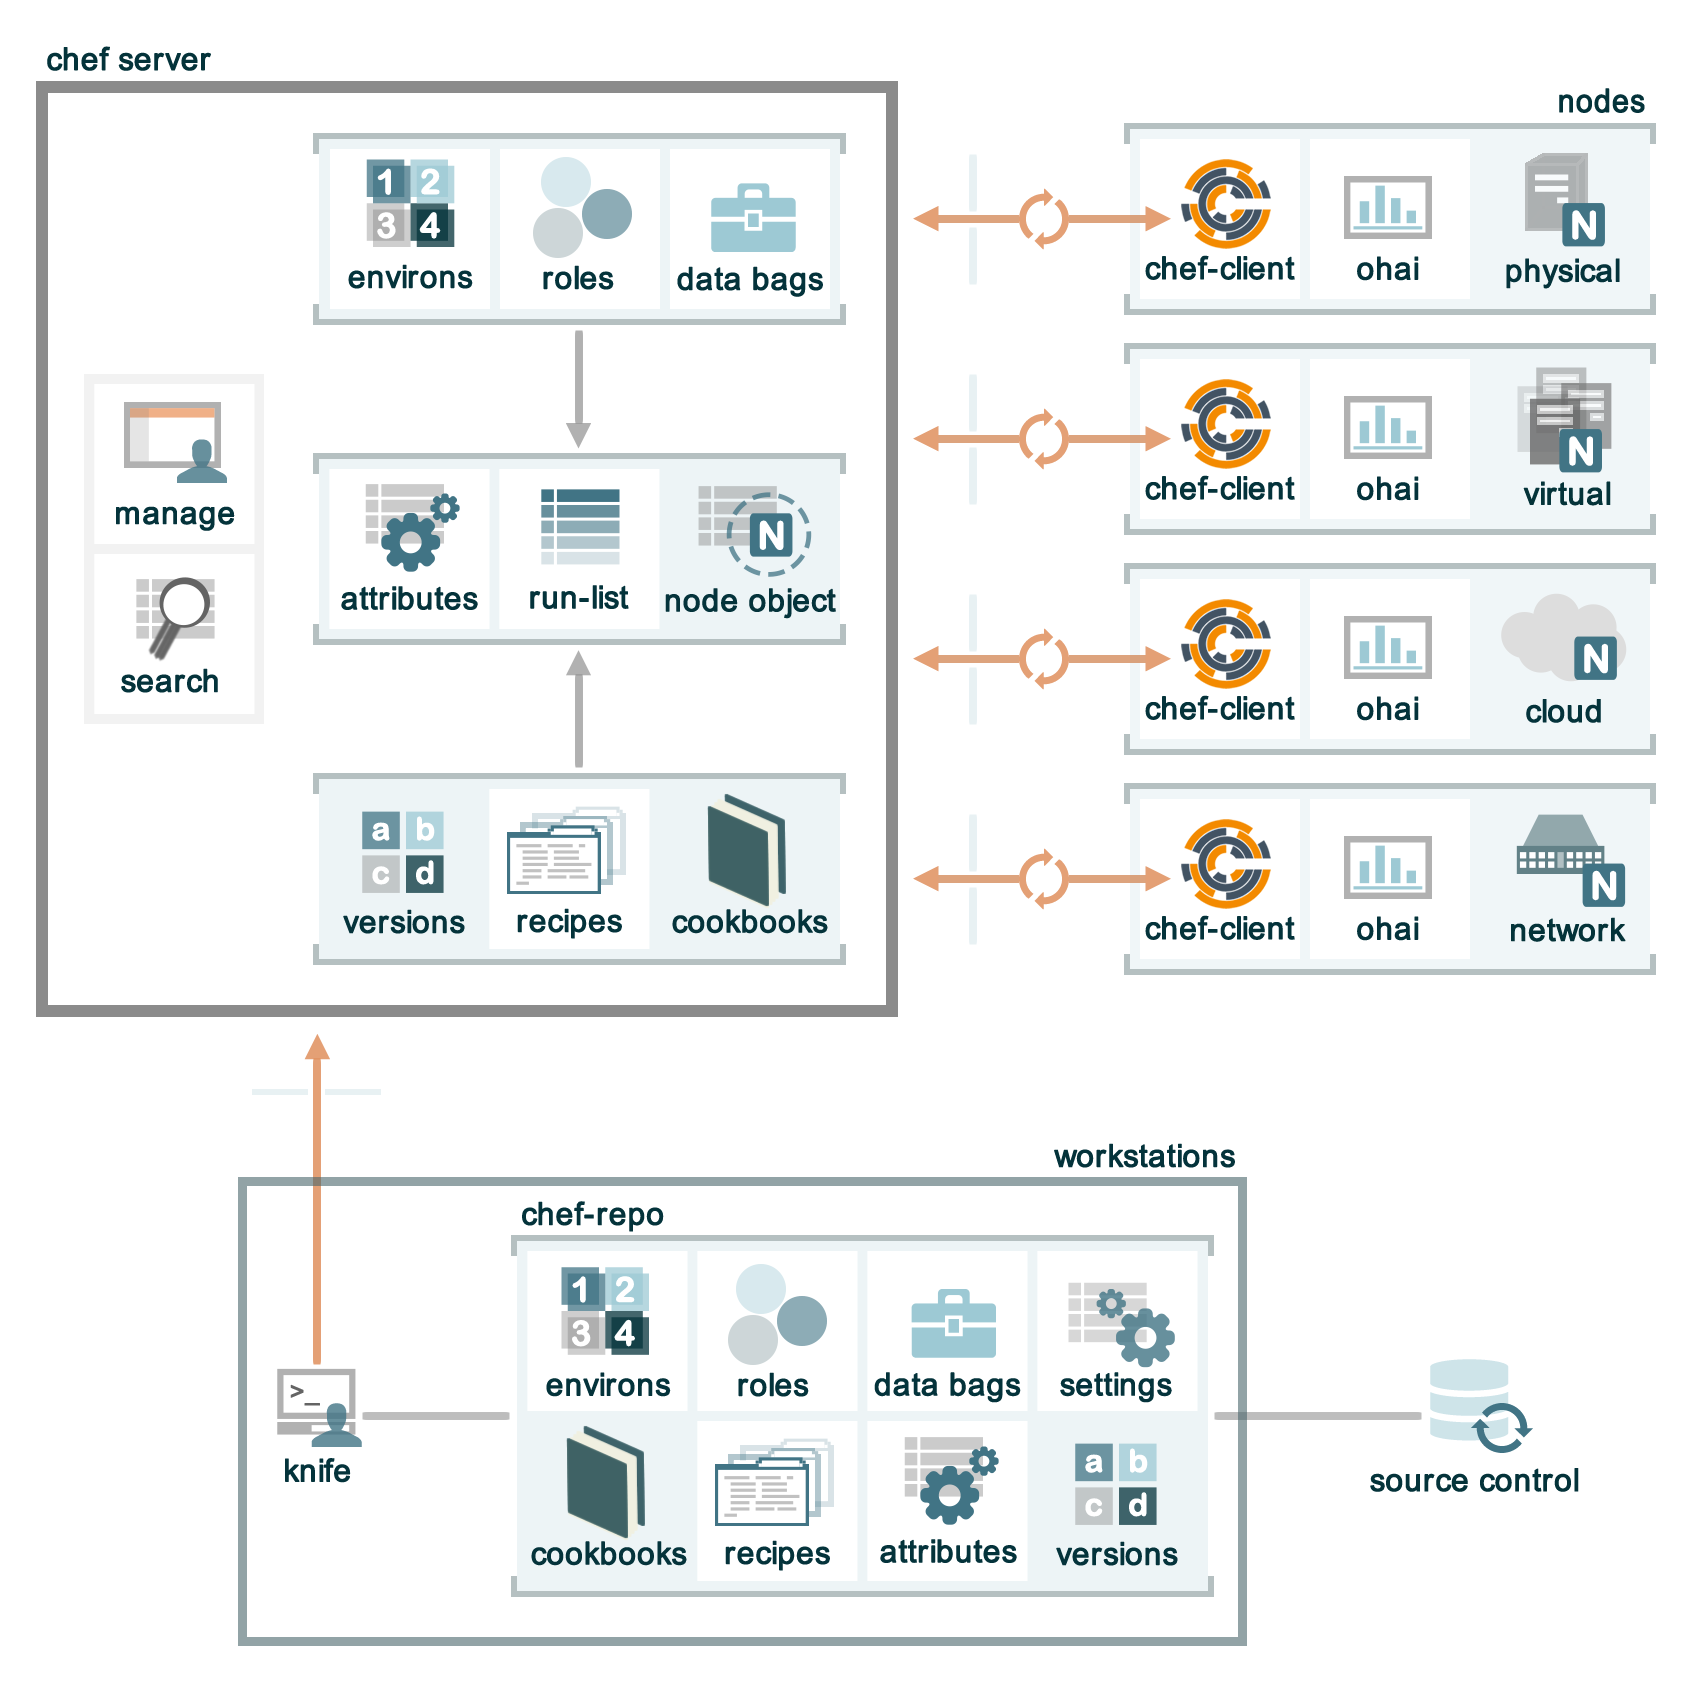 chef server
nodes
1 2
3 4
environs
roles
data bags
chef-client
ohai
N
physical
manage
search
attributes
run-list
N
node object
chef-client
ohai
N
virtual
chef-client
ohai
N
cloud
a b
c d
versions
recipes
cookbooks
chef-client
ohai
N
network
workstations
chef-repo
1 2
3 4
environs
roles
data bags
settings
>_
knife
cookbooks
recipes
attributes
a b
c d
versions
source control